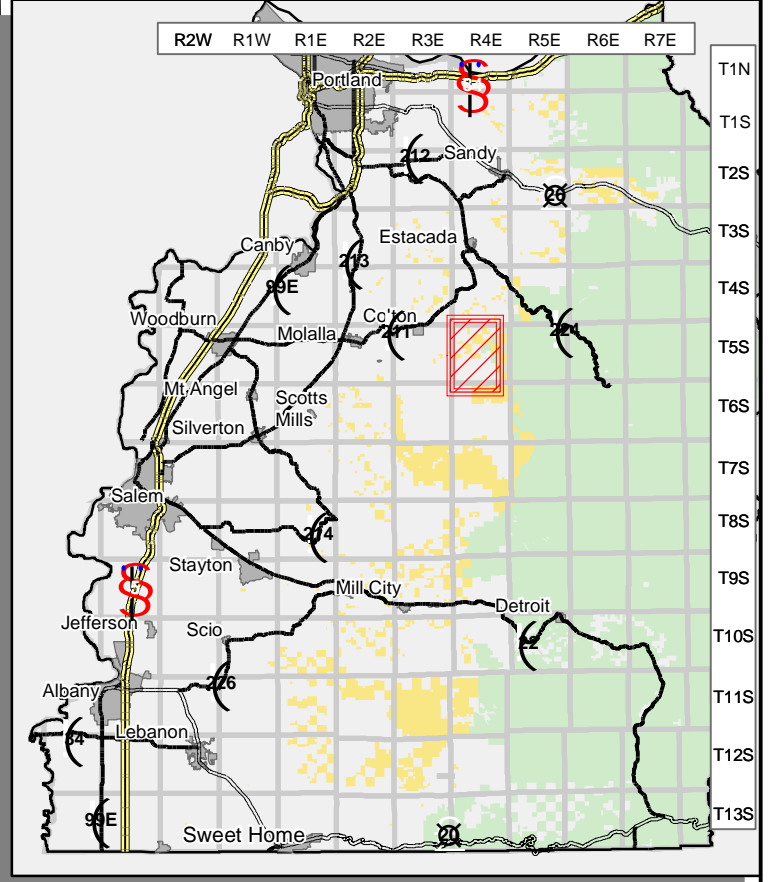 R2W R1W R1E R2E R3E R4E R5E R6E R7E
T1N
Portland
T1S
212 Sandy
T2S
26
T3S
Estacada
Canby
213
99E
T4S
Woodburn
Colton
Molalla
211
224
T5S
Mt Angel
Scotts
Mills
T6S
Silverton
T7S
Salem
T8S
214
Stayton
T9S
Mill City
Detroit
Jefferson
Scio
T10S
22
226
Albany
T11S
34
Lebanon
T12S
99E
T13S
Sweet Home
20